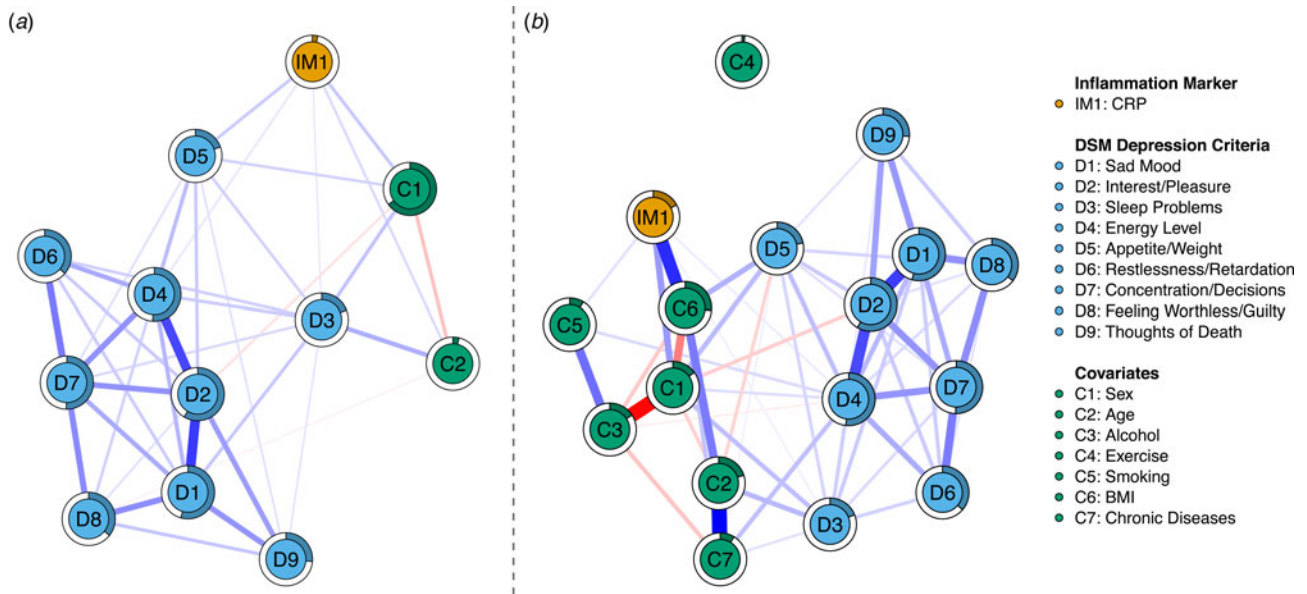 (a)
IM1
D5
C1
D6
D4
D3
C2
D7
D2
D1
D8
D9
(b)
C4
D9
IM1
D5
D1
D8
D2
C6
C5
C1
D7
D4
C3
C2
D6
D3
C7
Inflammation Marker
IM1: CRP
DSM Depression Criteria
D1: Sad Mood
D2: Interest/Pleasure
D3: Sleep Problems
D4: Energy Level
D5: Appetite/Weight
D6: Restlessness/Retardation
D7: Concentration/Decisions
D8: Feeling Worthless/Guilty
D9: Thoughts of Death
Covariates
C1: Sex
C2: Age
C3: Alcohol
C4: Exercise
C5: Smoking
C6: BMI
C7: Chronic Diseases